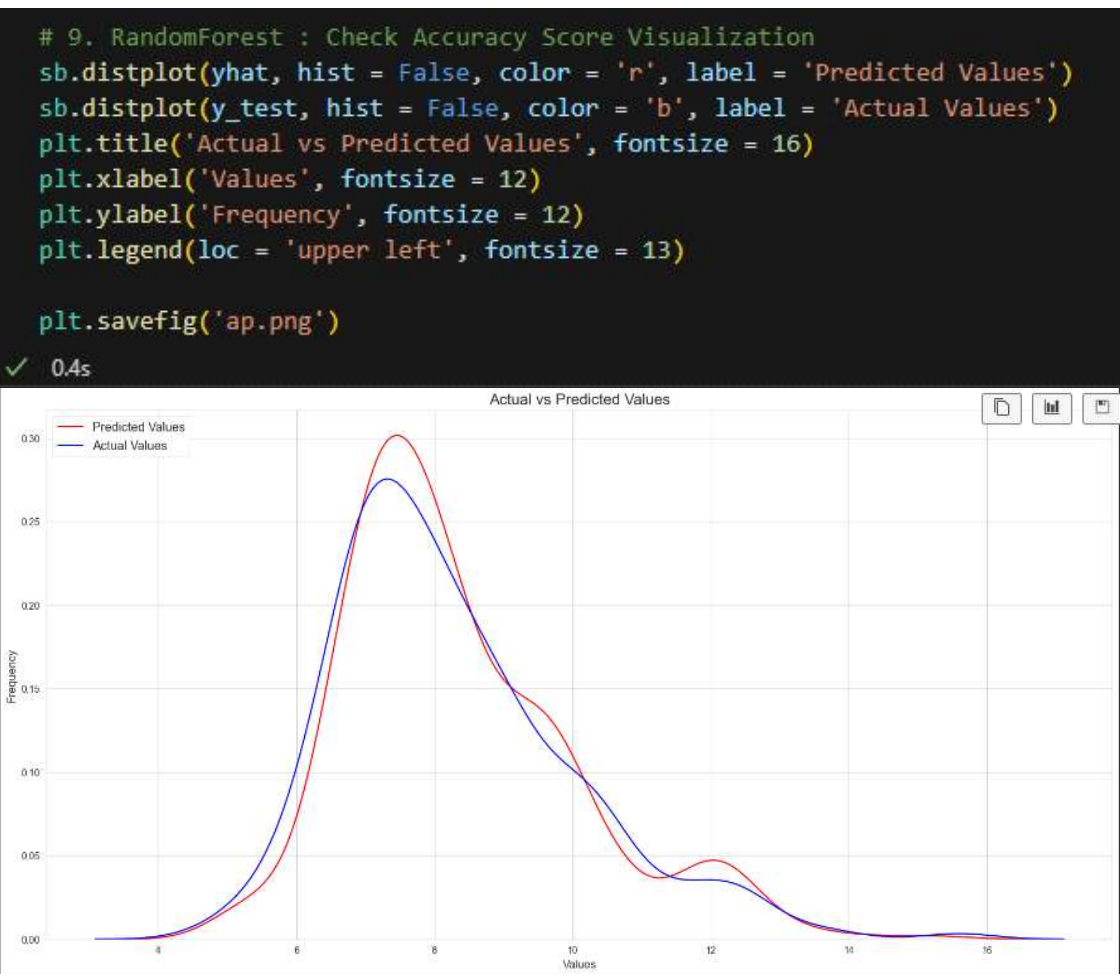 # 9. RandomForest : Check Accuracy Score Visualization
sb.distplot(yhat, hist = False, color = 'r', label = 'Predicted Values')
sb.distplot(y_test, hist = False, color = 'b', label = 'Actual Values')
plt.title('Actual vs Predicted Values', fontsize = 16)
plt.xlabel('Values', fontsize = 12)
plt.ylabel('Frequency', fontsize = 12)
plt.legend(loc = 'upper left', fontsize = 13)
plt.savefig('ap.png')
✓ 0.4s
Actual vs Predicted Values
Predicted Values
Actual Values
0.30
0.25
0.20
0.15
0.10
0.05
0.00
Frequency
4 6 8 10 12 14 16
Values